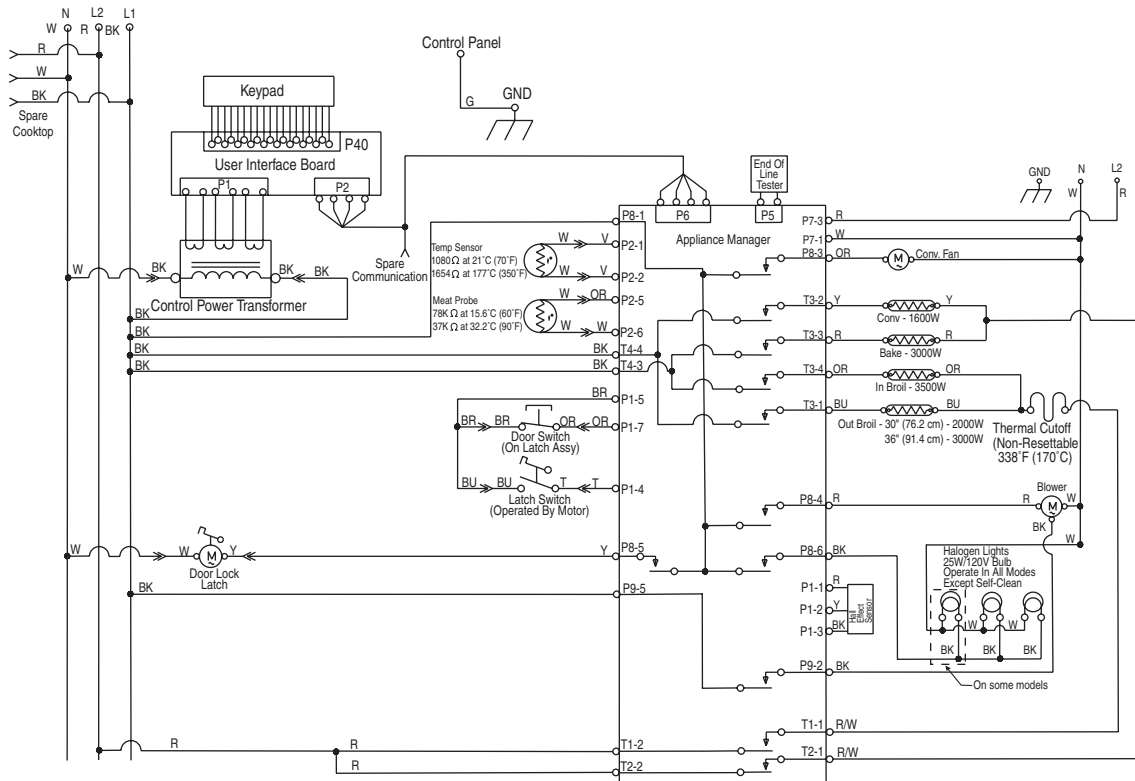 N
L2
L1
W
R
BK
R
W
BK
Spare
Cooktop
Keypad
P40
User Interface Board
P1
P2
Control Panel
G
GND
Spare
Communication
W
BK
BK
BK
Control Power Transformer
BK
BK
BK
BK
Temp Sensor
1080Ω at 21°C (70°F)
1654Ω at 177°C (350°F)
W
V
W
V
Meat Probe
78K Ω at 15.6°C (60°F)
37K Ω at 32.2°C (90°F)
W
OR
W
W
BK
BK
P8-1
P2-1
P2-2
P2-5
P2-6
T4-4
T4-3
P1-5
P1-7
P1-4
P8-5
P9-5
T1-2
T2-2
BR
BR
BR
OR
OR
Door Switch
(On Latch Assy)
BU
BU
T
T
Latch Switch
(Operated By Motor)
W
W
Y
Y
Door Lock
Latch
M
BK
R
R
R
P6
P5
End Of
Line
Tester
Appliance Manager
P7-3
R
P7-1
W
P8-3
OR
M
Conv. Fan
T3-2
Y
Y
Conv - 1600W
T3-3
R
R
Bake - 3000W
T3-4
OR
OR
In Broil - 3500W
T3-1
BU
BU
Out Broil - 30" (76.2 cm) - 2000W
36" (91.4 cm) - 3000W
Thermal Cutoff
(Non-Resettable
338°F (170°C)
GND
N
L2
W
R
P8-4
R
R
Blower
M
W
BK
W
P8-6
BK
Halogen Lights
25W/120V Bulb
Operate In All Modes
Except Self-Clean
W
W
BK
BK
BK
On some models
P1-1
R
P1-2
Y
P1-3
BK
Hall
Effect
Sensor
P9-2
BK
T1-1
R/W
T2-1
R/W